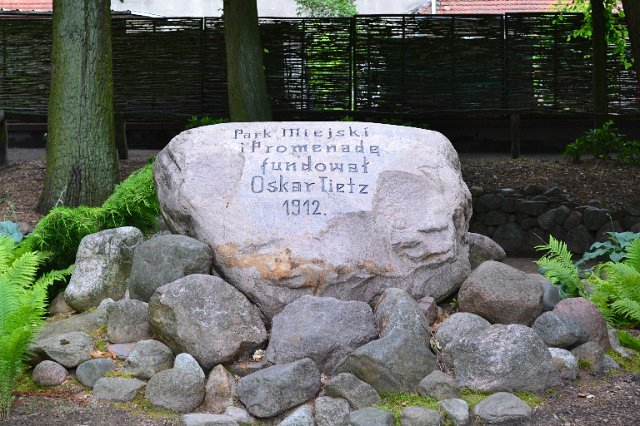 Park Miejski
i Promenadę
fundował
Oskar Tietz
1912.